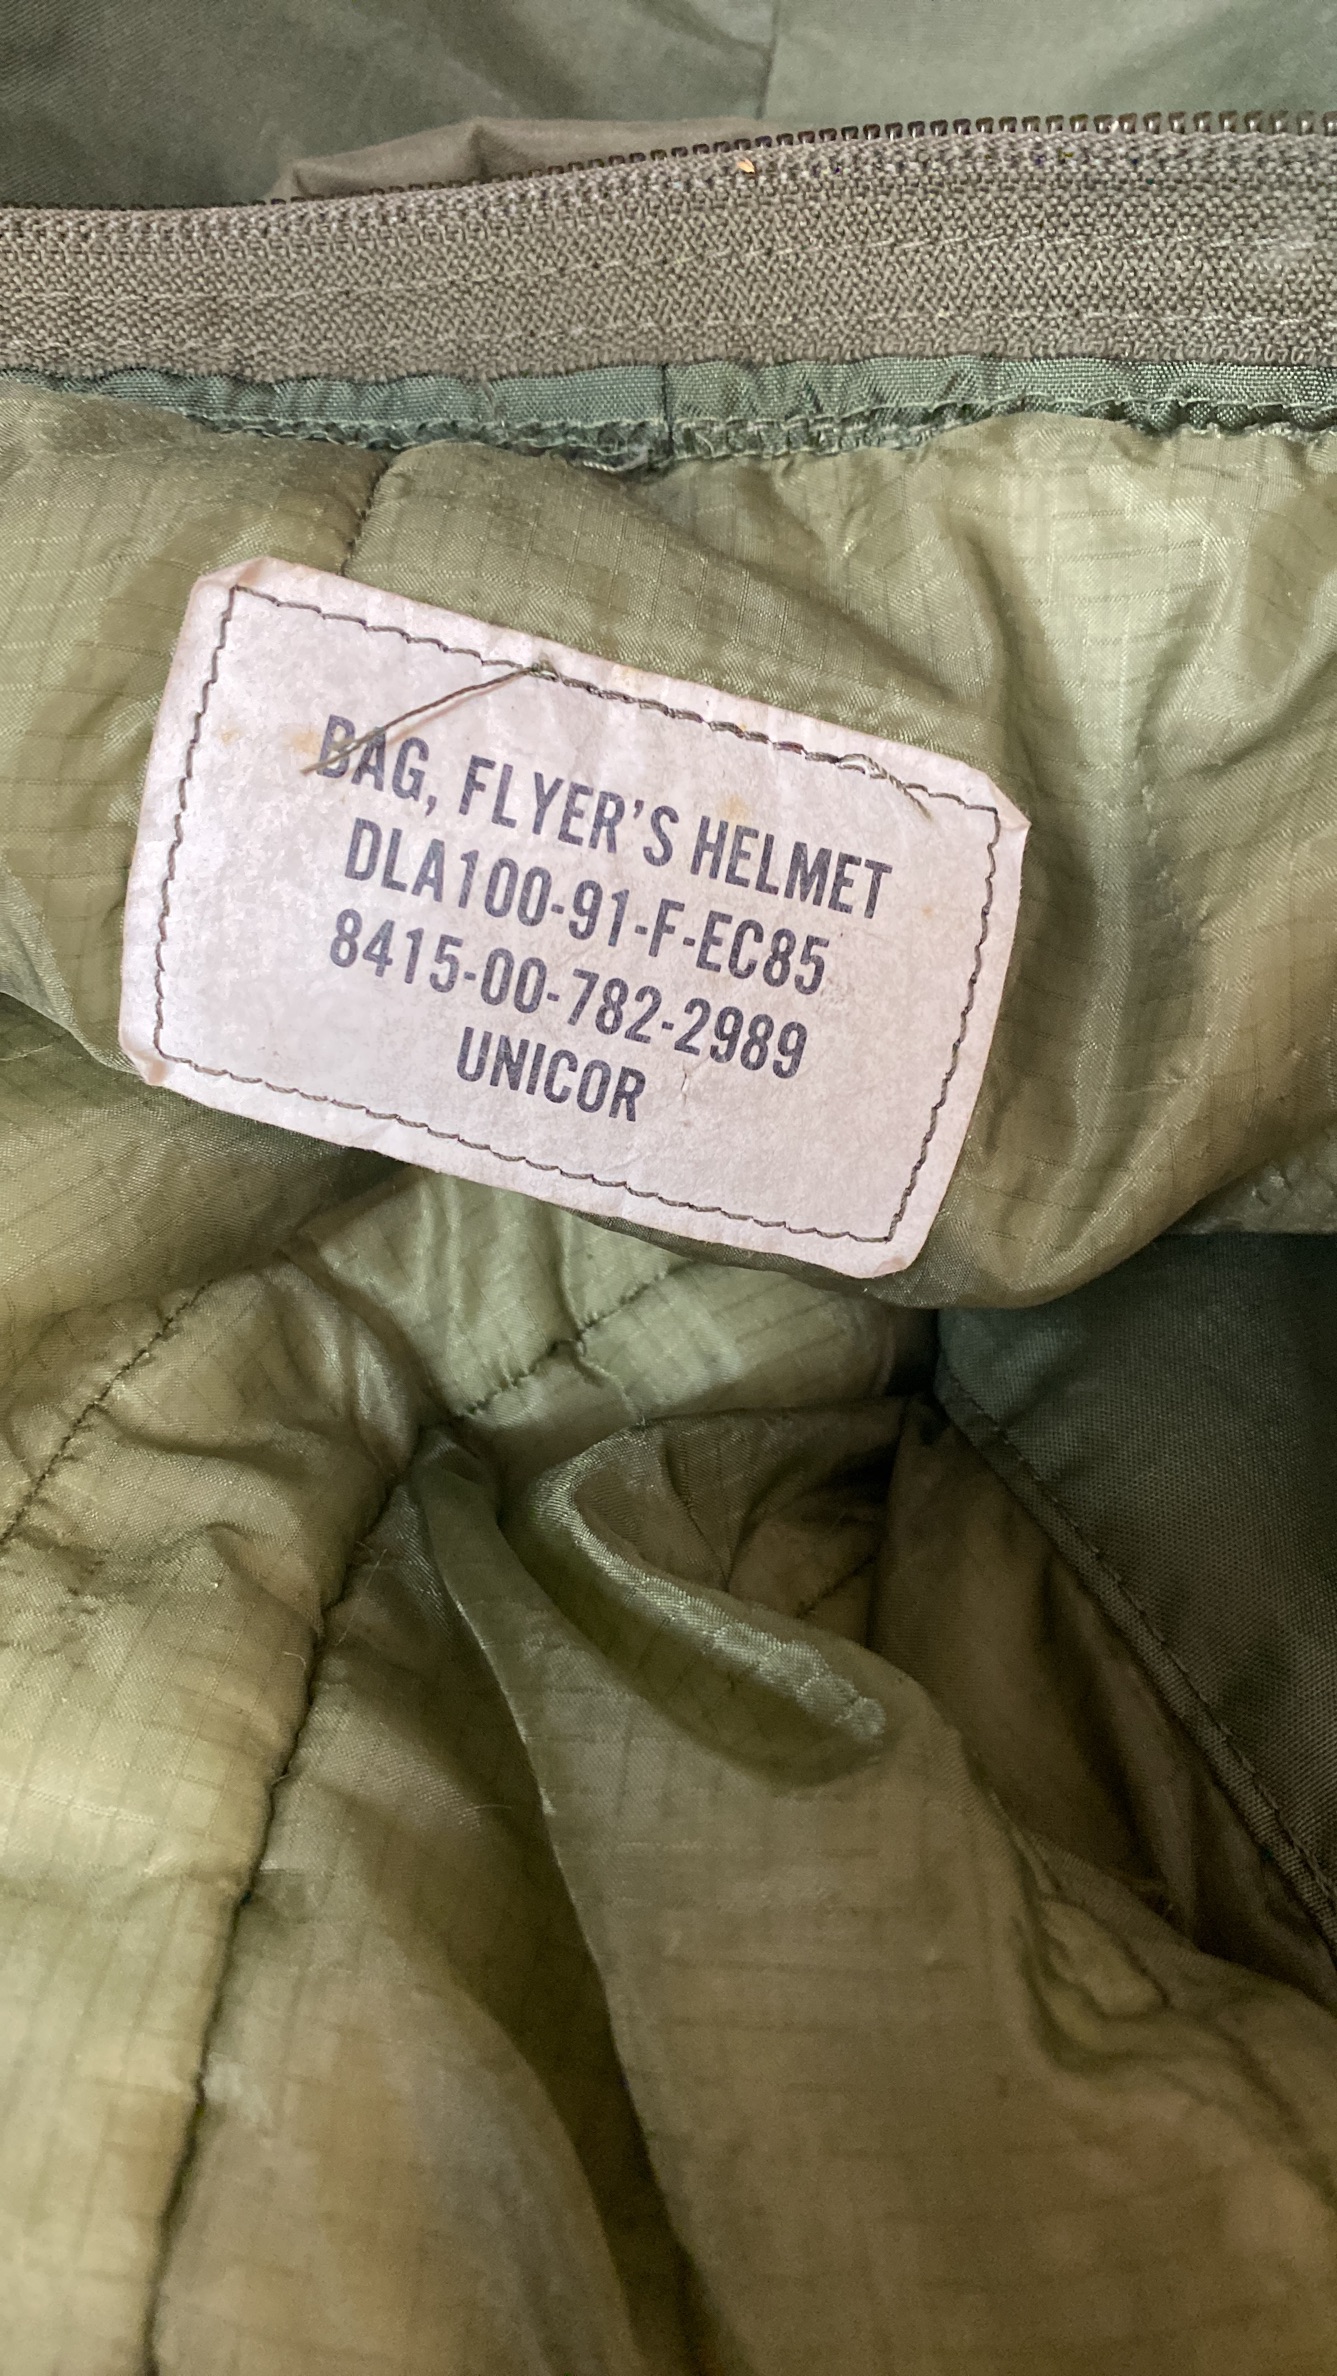 BAG, FLYER'S HELMET
DLA100-91-F-EC85
8415-00-782-2989
UNICOR